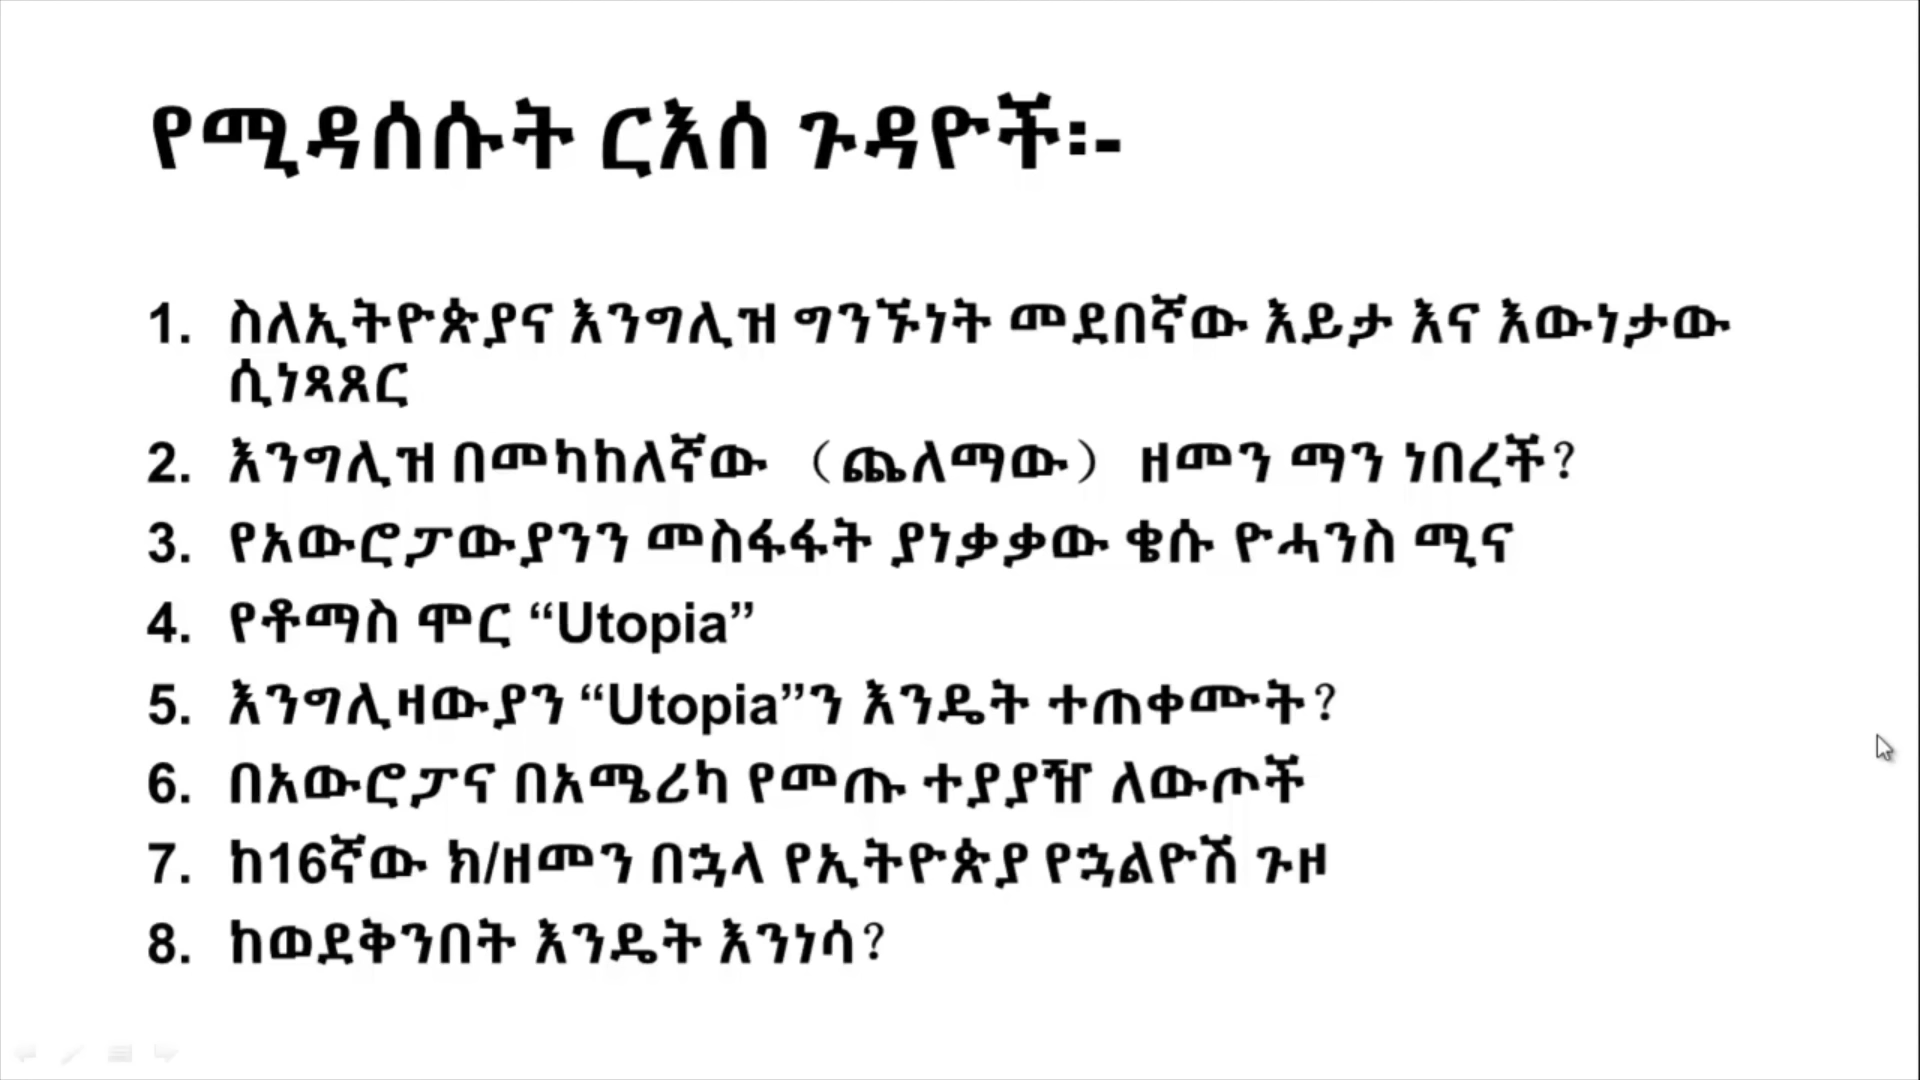 የሚዳሰሱት ርእሰ ጉዳዮች፡-
1. ስለኢትዮጵያና እንግሊዝ ግንኙነት መደበኛው እይታ እና እውነታው
ሲነጻጸር
2. እንግሊዝ በመካከለኛው (ጨለማው) ዘመን ማን ነበረች?
3. የአውሮፓውያንን መስፋፋት ያነቃቃው ቄሱ ዮሓንስ ሚና
4. የቶማስ ሞር “Utopia”
5. እንግሊዛውያን “Utopia”ን እንዴት ተጠቀሙት?
6. በአውሮፓና በአሜሪካ የመጡ ተያያዥ ለውጦች
7. ከ16ኛው ክ/ዘመን በኋላ የኢትዮጵያ የኋልዮሽ ጉዞ
8. ከወደቅንበት እንዴት እንነሳ?